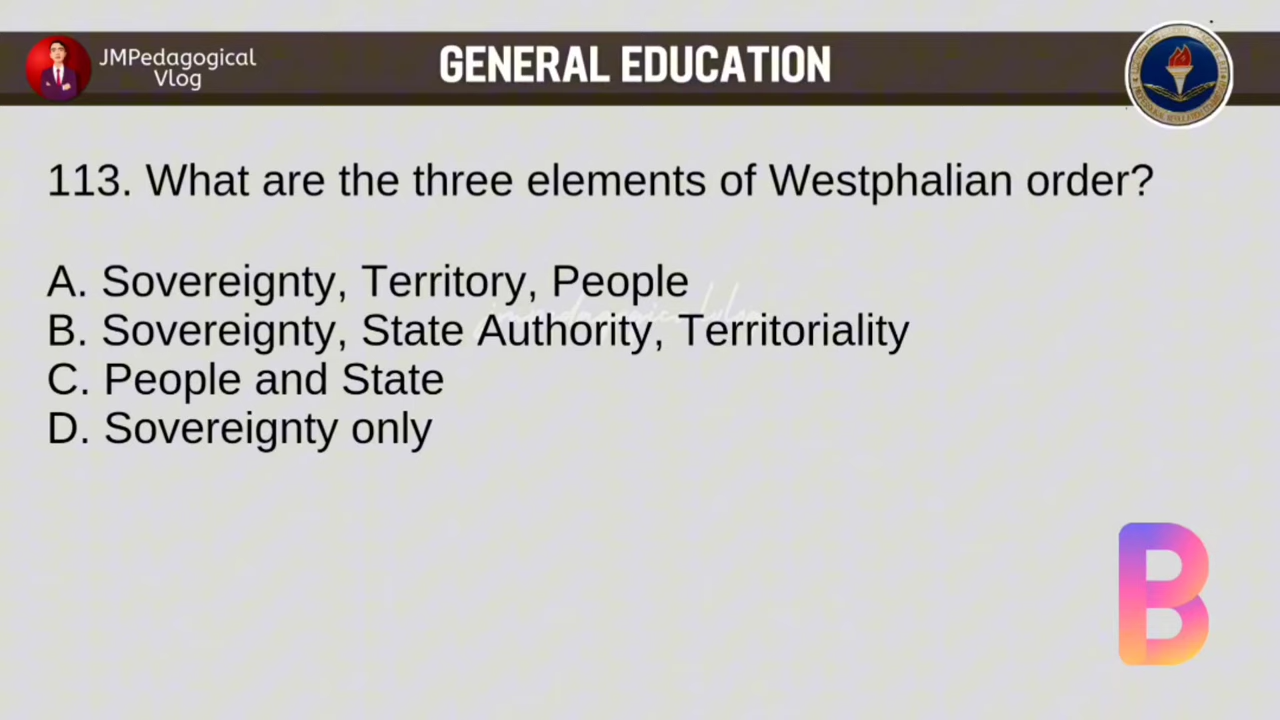 JMPedagogical
Vlog
GENERAL EDUCATION
113. What are the three elements of Westphalian order?
A. Sovereignty, Territory, People
B. Sovereignty, State Authority, Territoriality
C. People and State
D. Sovereignty only
B